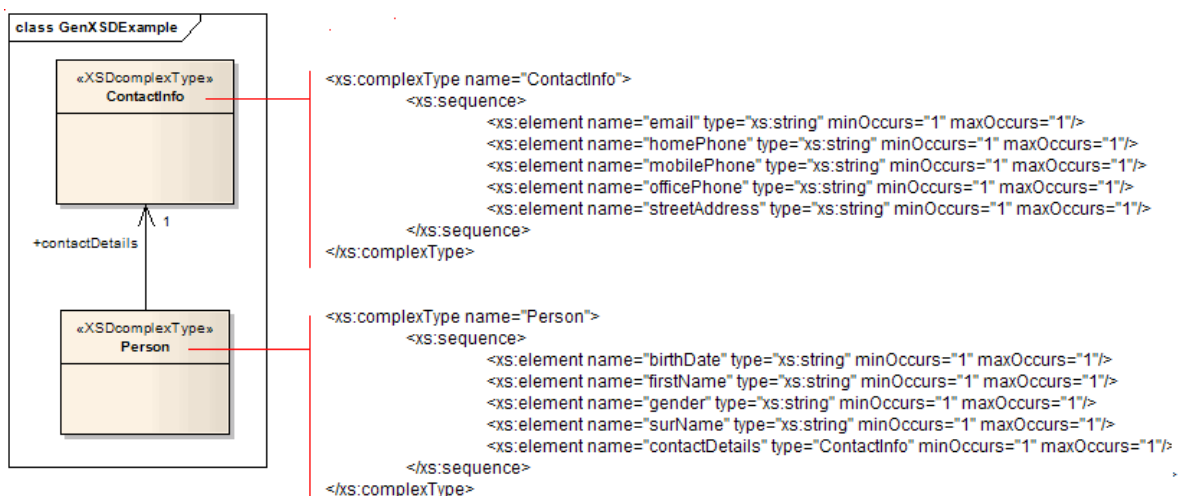 class GenXSDExample
«XSDcomplexType»
ContactInfo
1
+contactDetails
«XSDcomplexType»
Person
<xs:complexType name="ContactInfo">
<xs:sequence>
<xs:element name="email" type="xs:string" minOccurs="1" maxOccurs="1"/>
<xs:element name="homePhone" type="xs:string" minOccurs="1" maxOccurs="1"/>
<xs:element name="mobilePhone" type="xs:string" minOccurs="1" maxOccurs="1"/>
<xs:element name="officePhone" type="xs:string" minOccurs="1" maxOccurs="1"/>
<xs:element name="streetAddress" type="xs:string" minOccurs="1" maxOccurs="1"/>
</xs:sequence>
</xs:complexType>
<xs:complexType name="Person">
<xs:sequence>
<xs:element name="birthDate" type="xs:string" minOccurs="1" maxOccurs="1"/>
<xs:element name="firstName" type="xs:string" minOccurs="1" maxOccurs="1"/>
<xs:element name="gender" type="xs:string" minOccurs="1" maxOccurs="1"/>
<xs:element name="surName" type="xs:string" minOccurs="1" maxOccurs="1"/>
<xs:element name="contactDetails" type="ContactInfo" minOccurs="1" maxOccurs="1"/>
</xs:sequence>
</xs:complexType>